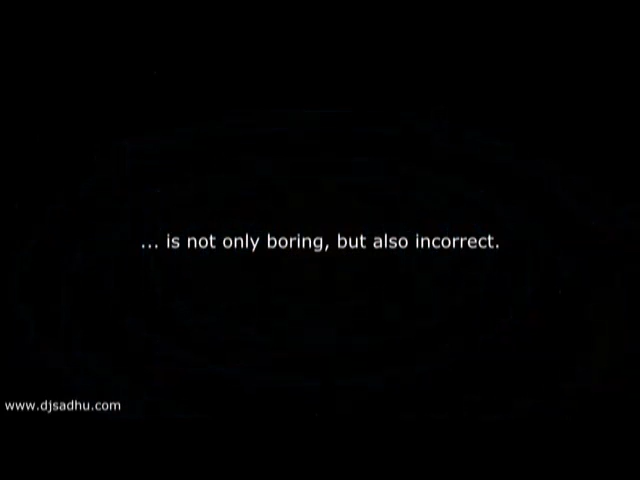 ... is not only boring, but also incorrect.
www.djsadhu.com